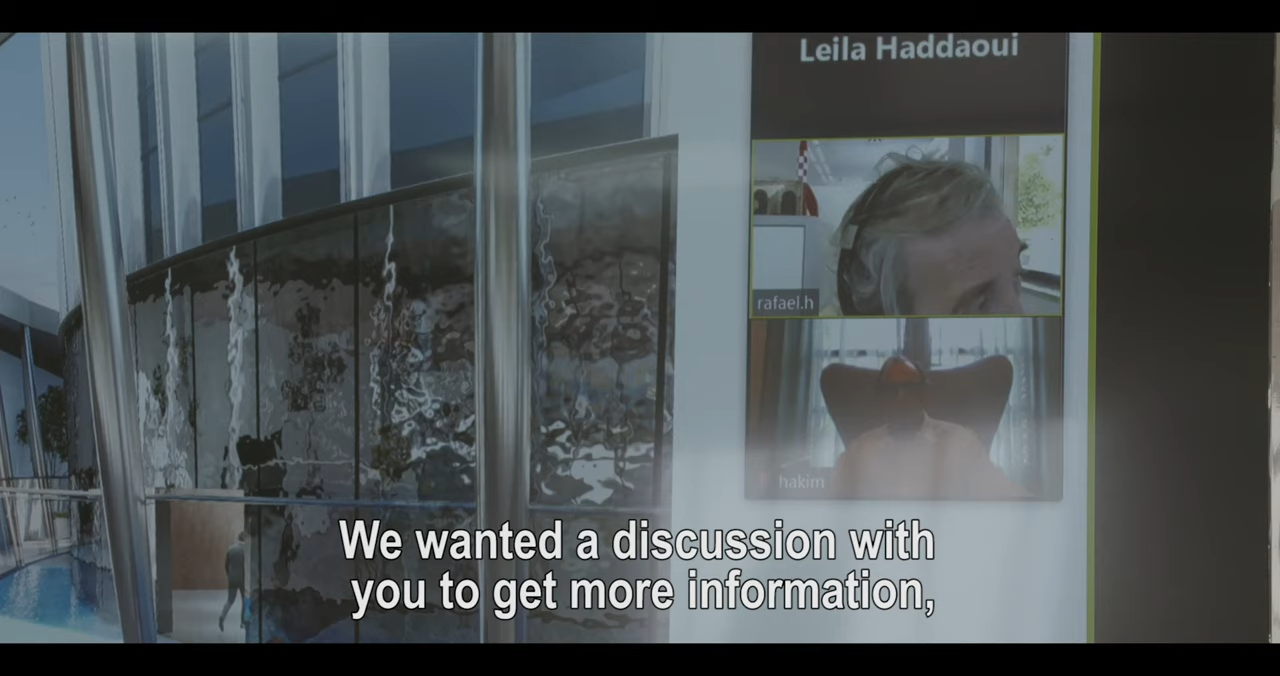 Leila Haddaoui
rafael.h
hakim
We wanted a discussion with
you to get more information,